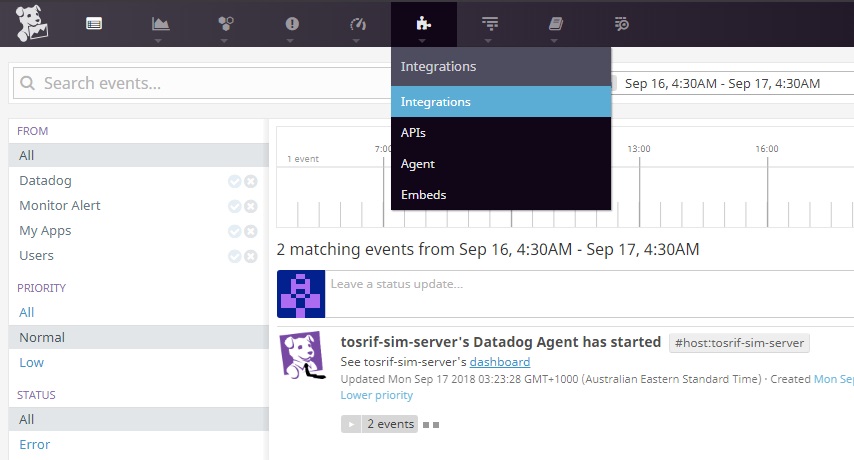 Integrations
Search events...
Sep 16, 4:30AM - Sep 17, 4:30AM
Integrations
APIs
Agent
Embeds
FROM
All
Datadog
Monitor Alert
My Apps
Users
PRIORITY
All
Normal
Low
STATUS
All
Error
1 event
7:00
13:00
16:00
2 matching events from Sep 16, 4:30AM - Sep 17, 4:30AM
Leave a status update...
tosrif-sim-server's Datadog Agent has started #host:tosrif-sim-server
See tosrif-sim-server's dashboard
Updated Mon Sep 17 2018 03:23:28 GMT+1000 (Australian Eastern Standard Time) · Created Mon Sep
Lower priority
2 events